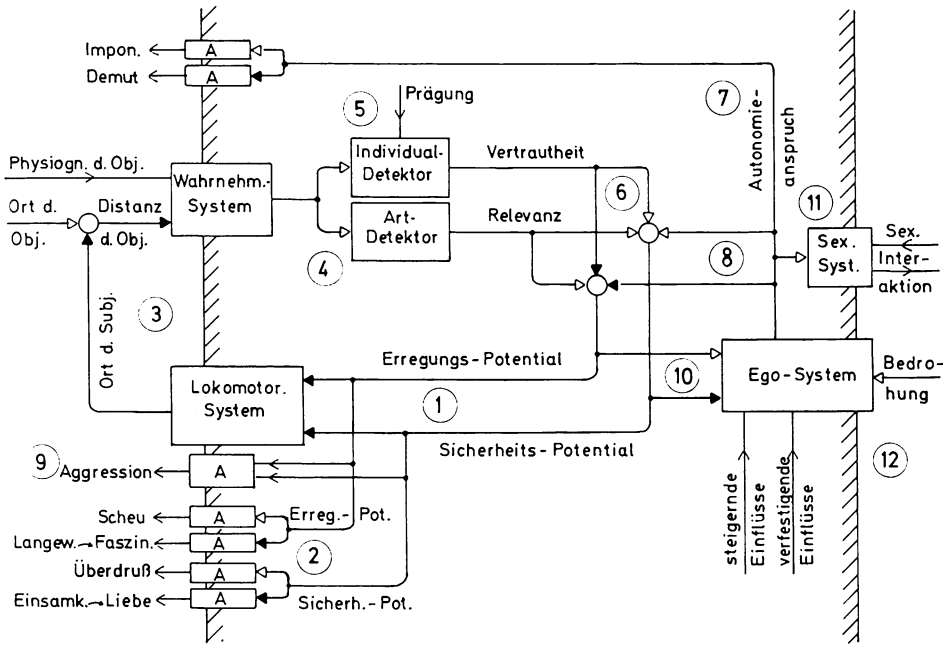 Impon.
A
Demut
A
7
5
Prägung
Autonomie-
anspruch
Physiogn. d. Obj.
Wahrnehm.-
System
Individual-
Detektor
Vertrautheit
6
11
Ort d.
Obj.
Distanz
d. Obj.
Art-
Detektor
Relevanz
Sex.
Syst.
Sex.
Inter-
aktion
4
8
3
Ort d. Subj.
Erregungs-Potential
Lokomotor.
System
1
10
Ego-System
Bedro-
hung
Sicherheits-Potential
9
Aggression
A
12
steigernde
Einflüsse
verfestigende
Einflüsse
Scheu
A
Erreg.-Pot.
Langew.→Faszin.
A
2
Überdruß
A
Einsamk.→Liebe
A
Sicherh.-Pot.